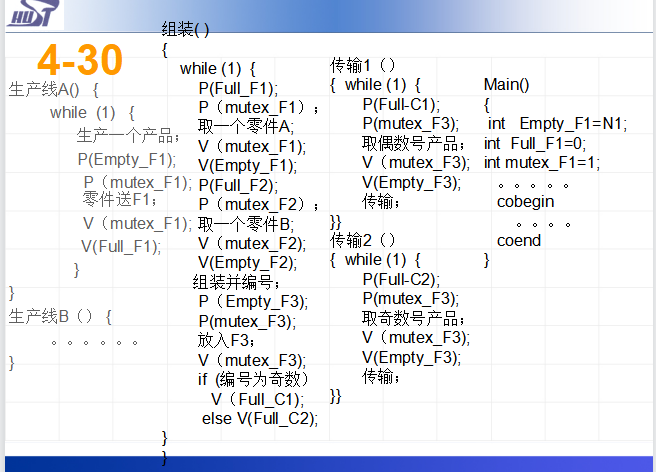 HUST
4-30
生产线A() {
while (1) {
生产一个产品；
P(Empty_F1);
P（mutex_F1);
零件送F1；
V（mutex_F1);
V(Full_F1);
}
}
生产线B（） {
。。。。。。
}
组装( )
{
while (1) {
P(Full_F1);
P（mutex_F1）;
取一个零件A;
V（mutex_F1);
V(Empty_F1);
P(Full_F2);
P（mutex_F2）;
取一个零件B;
V（mutex_F2);
V(Empty_F2);
组装并编号；
P（Empty_F3);
P(mutex_F3);
放入F3；
V（mutex_F3);
if (编号为奇数）
V（Full_C1);
else V(Full_C2);
}
}
传输1（）
{ while (1) {
P(Full-C1);
P(mutex_F3);
取偶数号产品；
V（mutex_F3);
V(Empty_F3);
传输；
}}
传输2（）
{ while (1) {
P(Full-C2);
P(mutex_F3);
取奇数号产品；
V（mutex_F3);
V(Empty_F3);
传输；
}}
Main()
{
int Empty_F1=N1;
int Full_F1=0;
int mutex_F1=1;
。。。。。
cobegin
。。。。
coend
}